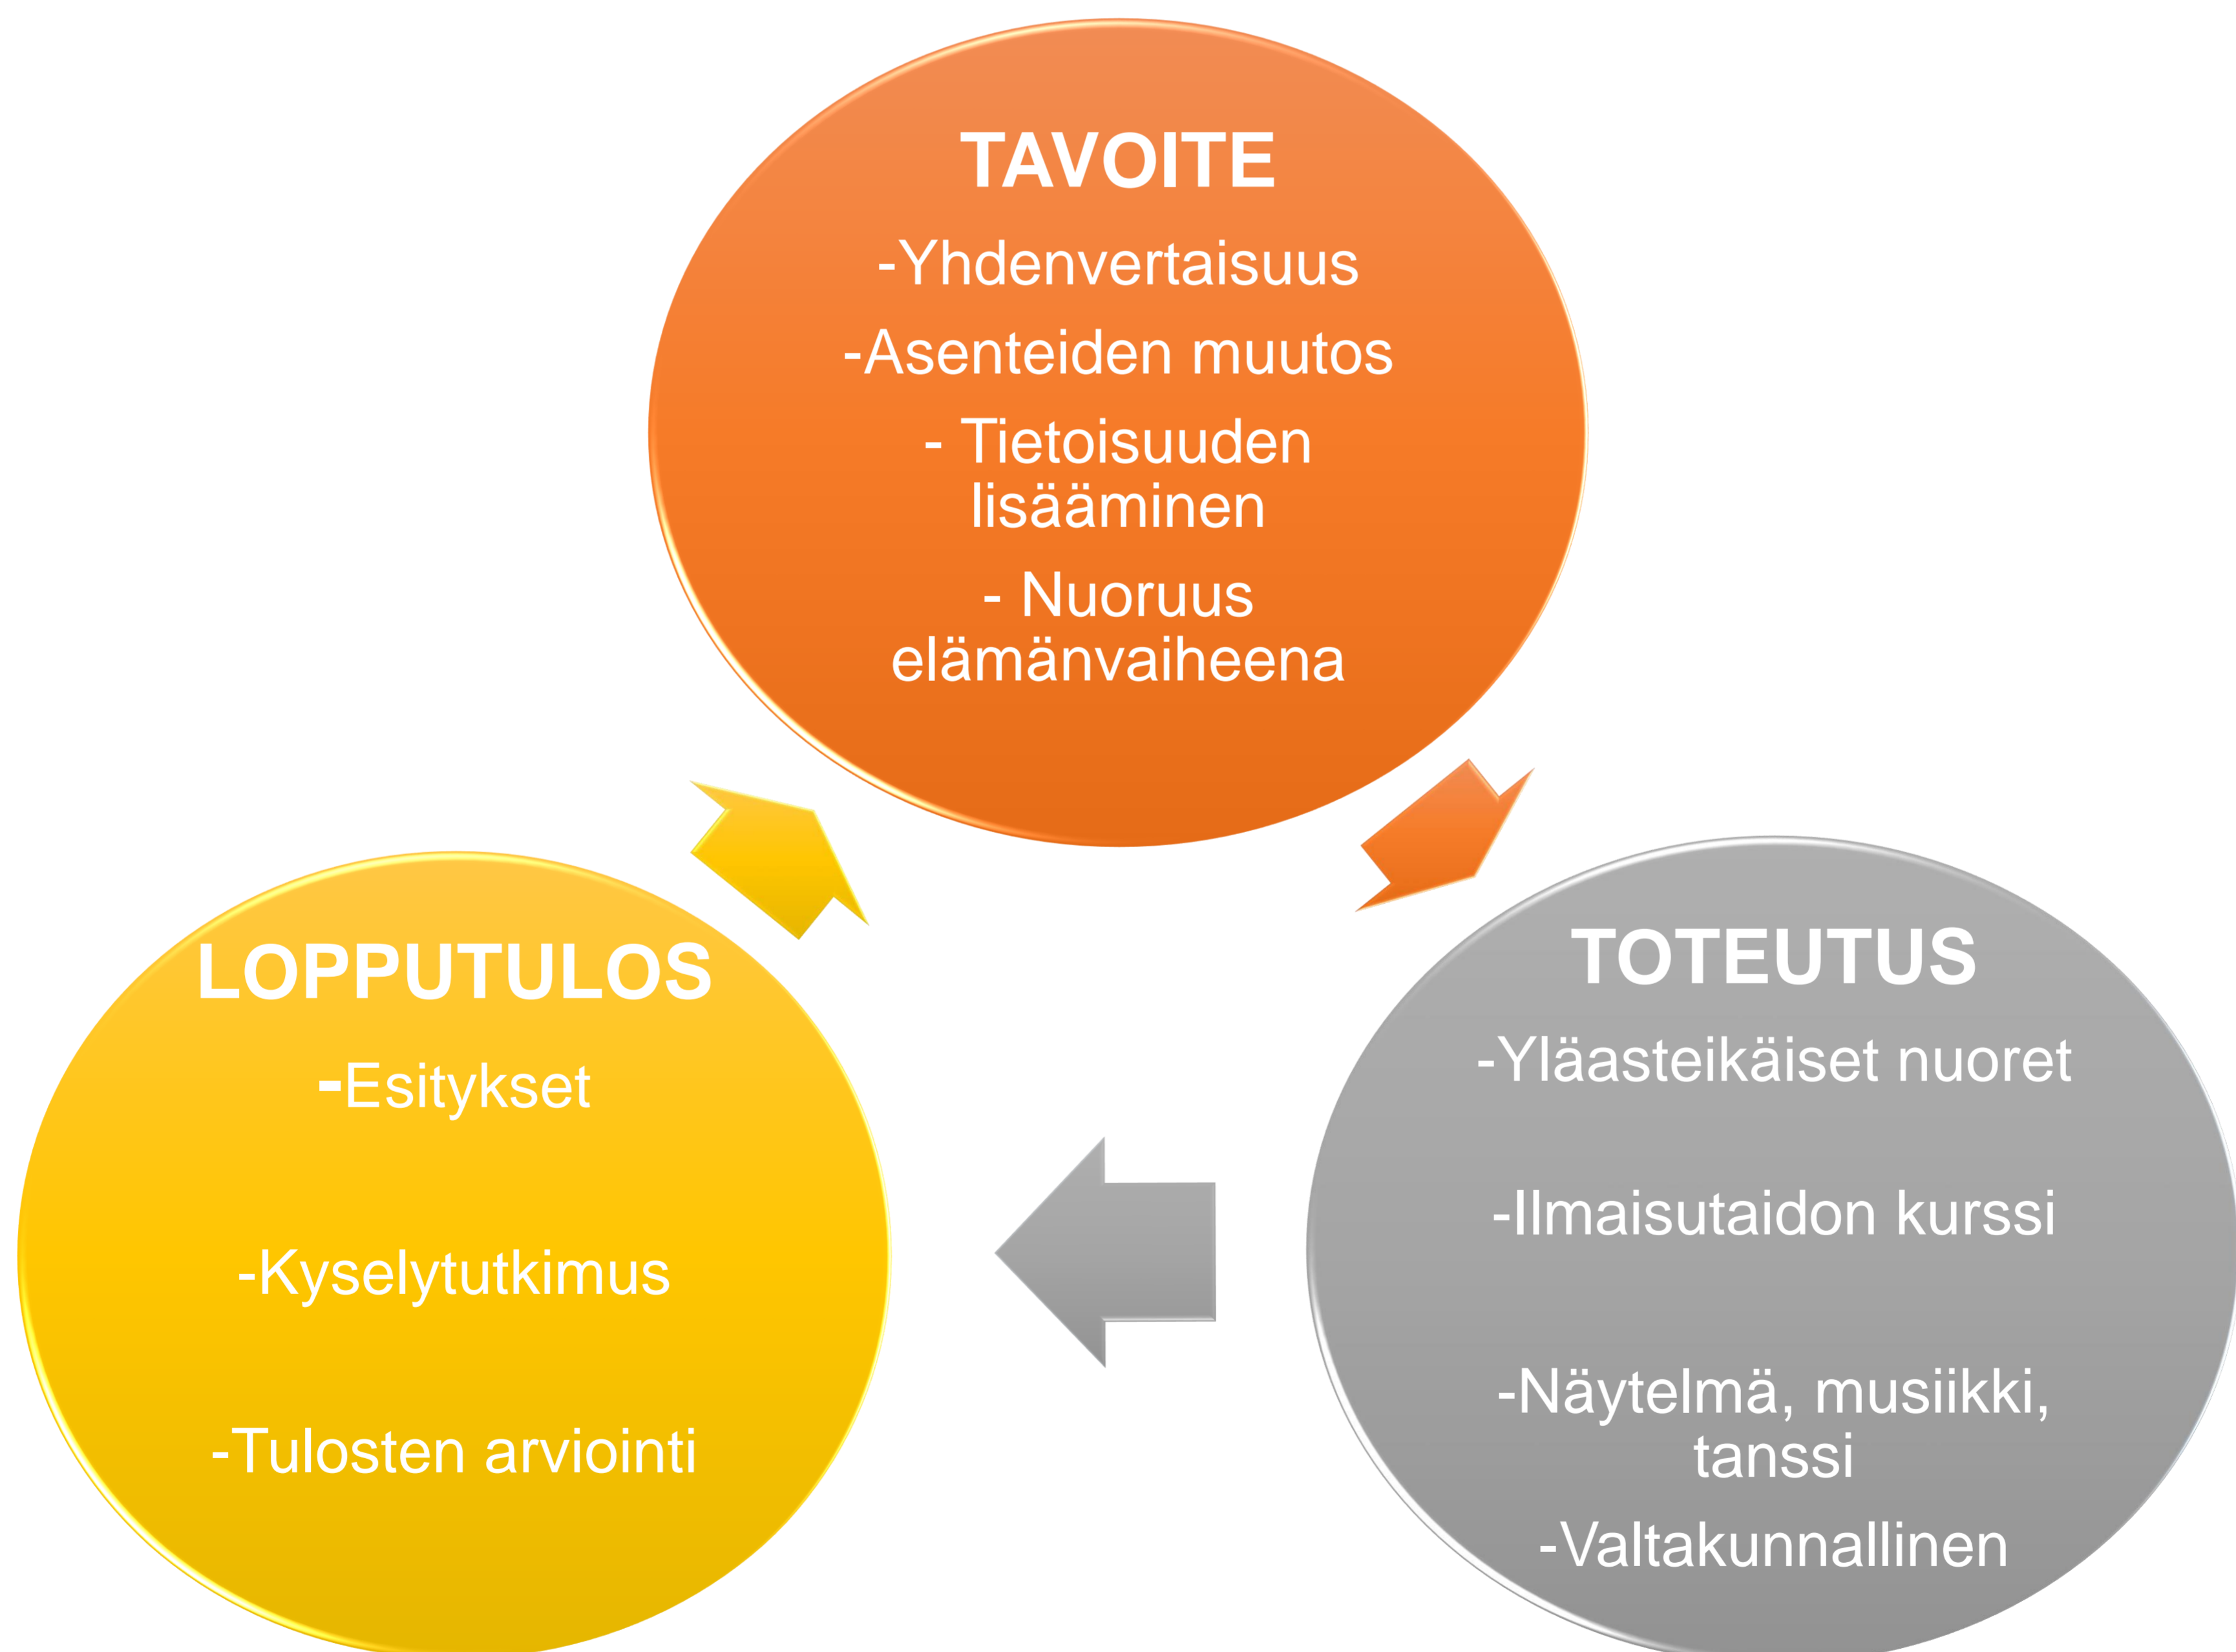 TAVOITE
-Yhdenvertaisuus
-Asenteiden muutos
- Tietoisuuden
lisääminen
- Nuoruus
elämänvaiheena
TOTEUTUS
-Yläasteikäiset nuoret
-Ilmaisutaidon kurssi
-Näytelmä, musiikki,
tanssi
-Valtakunnallinen
LOPPUTULOS
-Esitykset
-Kyselytutkimus
-Tulosten arviointi